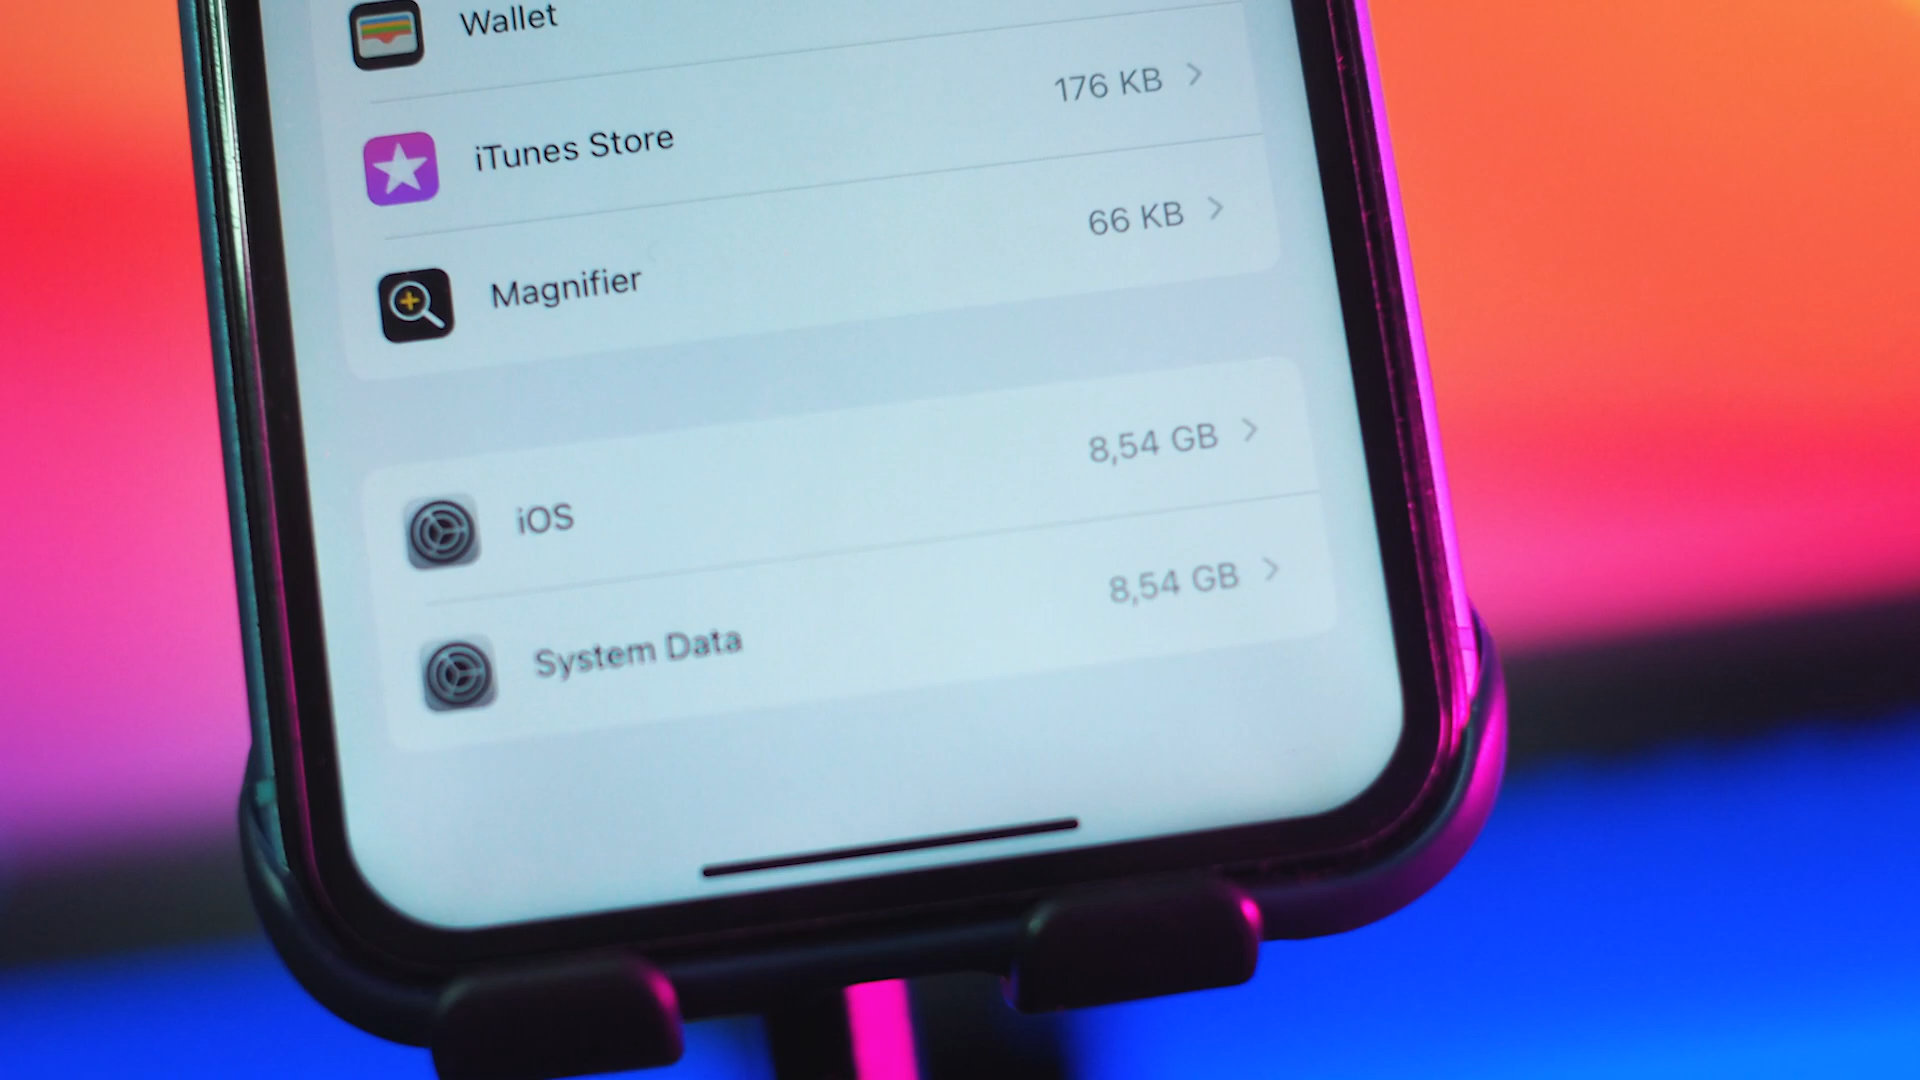 Wallet
iTunes Store 176 KB
Magnifier 66 KB
iOS 8,54 GB
System Data 8,54 GB